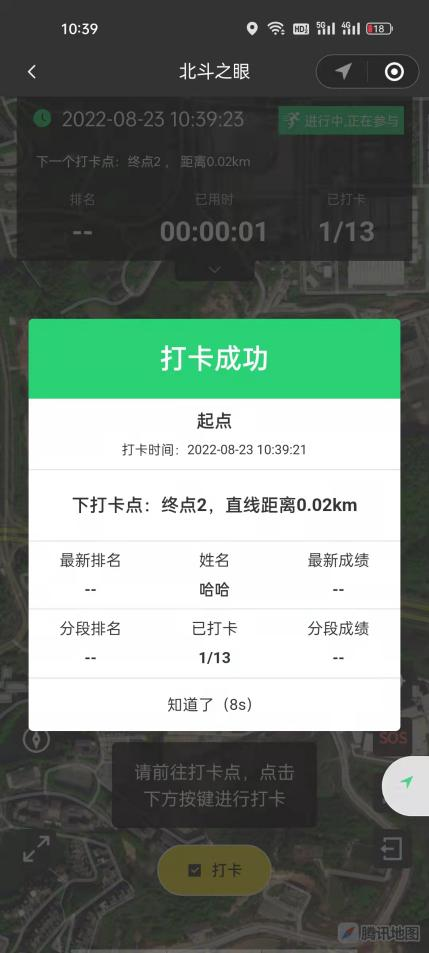 10:39
HD2 5G 4G 18
北斗之眼
2022-08-23 10:39:23
进行中,正在参与
下一个打卡点：终点2 ， 距离0.02km
排名 已用时 已打卡
-- 00:00:01 1/13
打卡成功
起点
打卡时间：2022-08-23 10:39:21
下打卡点：终点2，直线距离0.02km
最新排名 姓名 最新成绩
-- 哈哈 --
分段排名 已打卡 分段成绩
-- 1/13 --
知道了（8s）
SOS
请前往打卡点，点击
下方按键进行打卡
打卡
腾讯地图